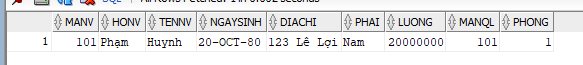 MANV HONV TENNV NGAYSINH DIACHI PHAI LUONG MANQL PHONG
1 101 Phạm Huynh 20-OCT-80 123 Lê Lợi Nam 20000000 101 1